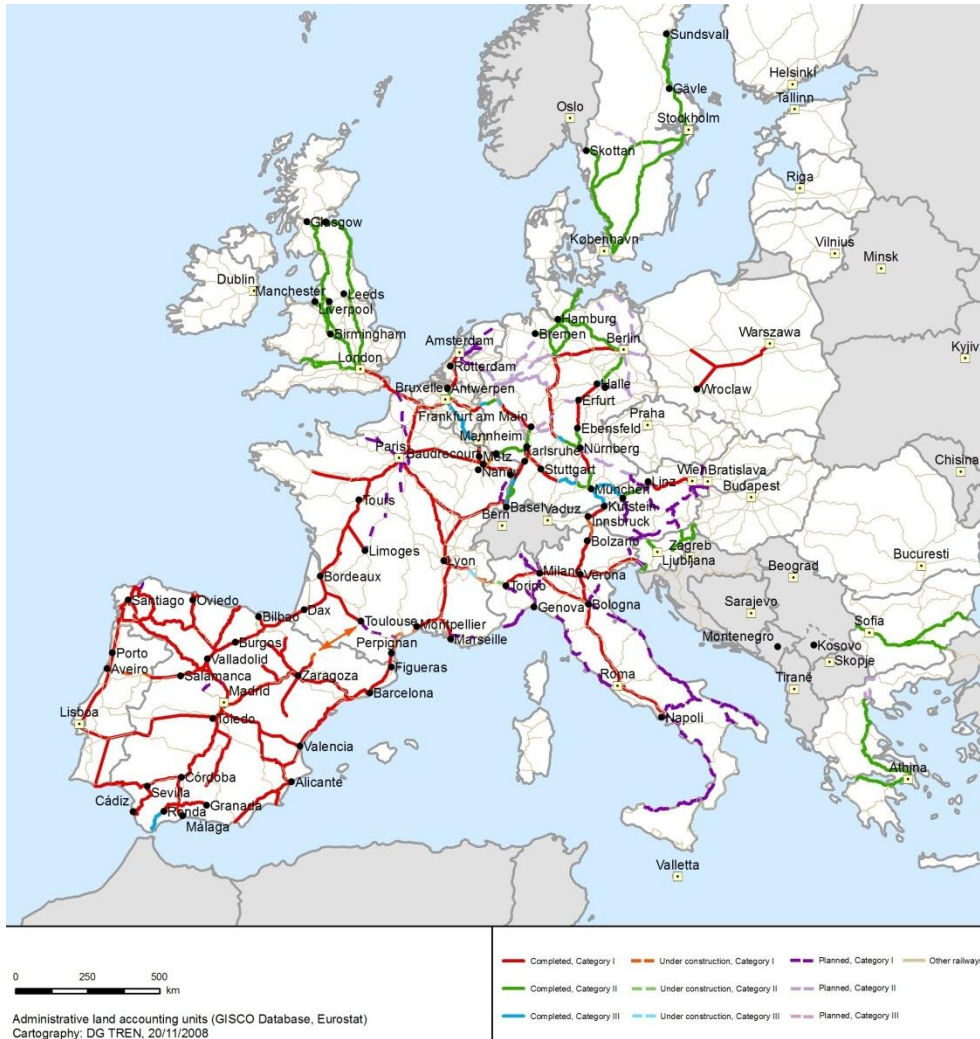 Sundsvall
Helsinki
Tallinn
Gävle
Oslo
Stockholm
Skottan
Riga
Glasgow
København
Vilnius
Minsk
Dublin
Manchester
Leeds
Liverpool
Hamburg
Birmingham
Bremen
Amsterdam
Berlin
Warszawa
London
Kyjiv
Rotterdam
Bruxelles
Antwerpen
Halle
Wroclaw
Erfurt
Frankfurt am Main
Ebensfeld
Praha
Mannheim
Paris
Baudrecourt
Metz
Karlsruhe
Nürnberg
Nancy
Stuttgart
Wien
Bratislava
Chisinau
Linz
München
Budapest
Tours
Basel
Vaduz
Kufstein
Bern
Innsbruck
Limoges
Bolzano
Zagreb
Ljubljana
Lyon
Milano
Verona
Bucuresti
Bordeaux
Torino
Beograd
Santiago
Oviedo
Genova
Bologna
Dax
Toulouse
Montpellier
Sarajevo
Bilbao
Marseille
Sofia
Burgos
Perpignan
Montenegro
Kosovo
Porto
Valladolid
Figueras
Skopje
Aveiro
Salamanca
Zaragoza
Roma
Tirane
Madrid
Barcelona
Lisboa
Toledo
Napoli
Valencia
Córdoba
Alicante
Athina
Sevilla
Cádiz
Granada
Ronda
Málaga
Valletta
0 250 500
km
Administrative land accounting units (GISCO Database, Eurostat)
Cartography: DG TREN, 20/11/2008
Completed, Category I
Under construction, Category I
Planned, Category I
Other railways
Completed, Category II
Under construction, Category II
Planned, Category II
Completed, Category III
Under construction, Category III
Planned, Category III